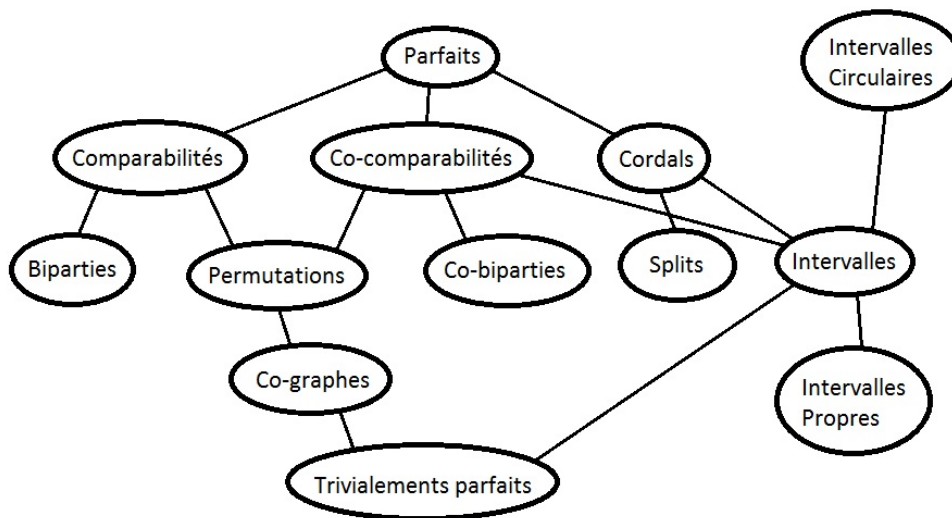 Parfaits
Intervalles
Circulaires
Comparabilités
Co-comparabilités
Cordals
Biparties
Permutations
Co-biparties
Splits
Intervalles
Co-graphes
Intervalles
Propres
Trivialements parfaits